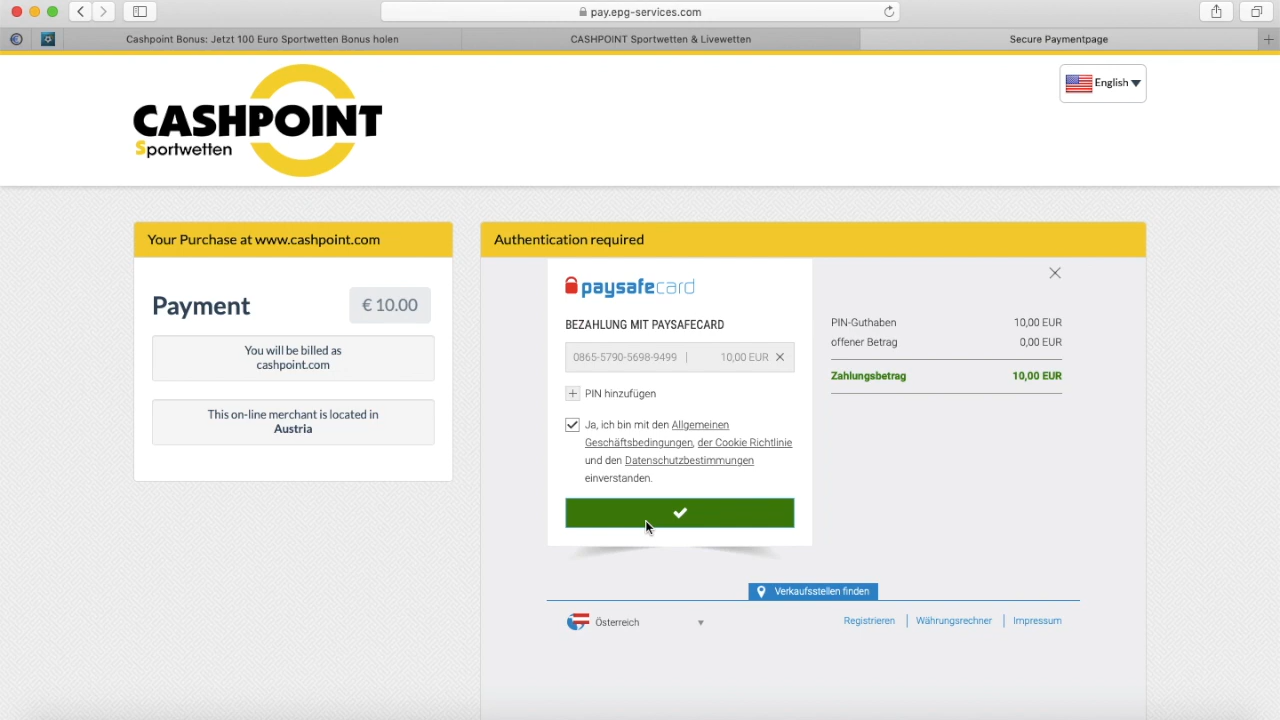 pay.epg-services.com
Cashpoint Bonus: Jetzt 100 Euro Sportwetten Bonus holen
CASHPOINT Sportwetten & Livewetten
Secure Paymentpage
CASHPOINT
Sportwetten
English
Your Purchase at www.cashpoint.com
Payment
€ 10.00
You will be billed as
cashpoint.com
This on-line merchant is located in
Austria
Authentication required
paysafecard
BEZAHLUNG MIT PAYSAFECARD
0865-5790-5698-9499 | 10,00 EUR
PIN hinzufügen
Ja, ich bin mit den Allgemeinen
Geschäftsbedingungen, der Cookie Richtlinie
und den Datenschutzbestimmungen
einverstanden.
PIN-Guthaben 10,00 EUR
offener Betrag 0,00 EUR
Zahlungsbetrag 10,00 EUR
Verkaufsstellen finden
Österreich
Registrieren
Währungsrechner
Impressum